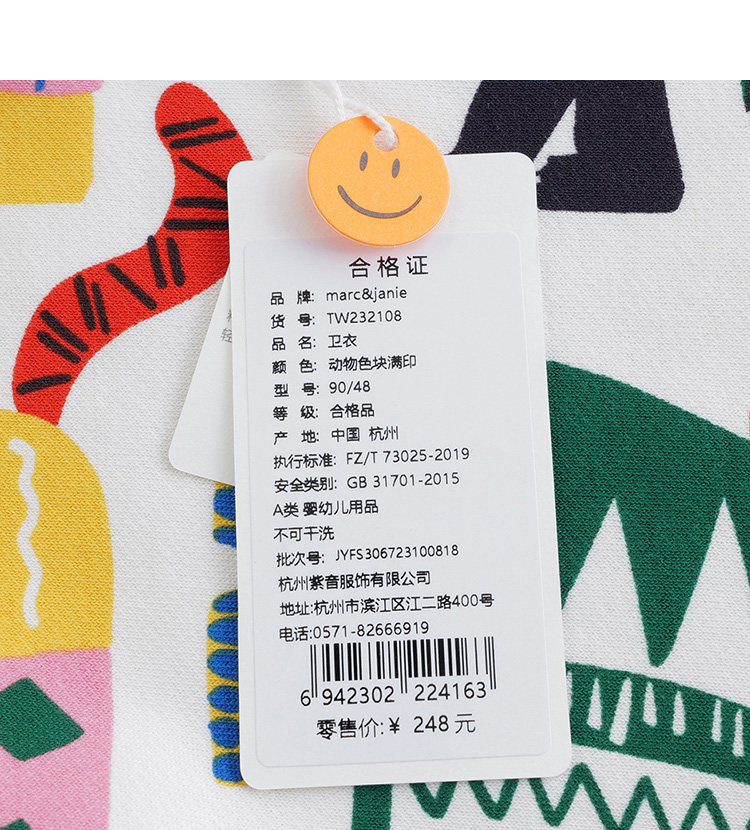 合格证
品 牌: marc&janie
货 号: TW232108
品 名: 卫衣
颜 色: 动物色块满印
型 号: 90/48
等 级: 合格品
产 地: 中国 杭州
执行标准: FZ/T 73025-2019
安全类别: GB 31701-2015
A类 婴幼儿用品
不可干洗
批次号: JYFS306723100818
杭州紫音服饰有限公司
地址:杭州市滨江区江二路400号
电话:0571-82666919
6 942302 224163
零售价:¥ 248 元
轻